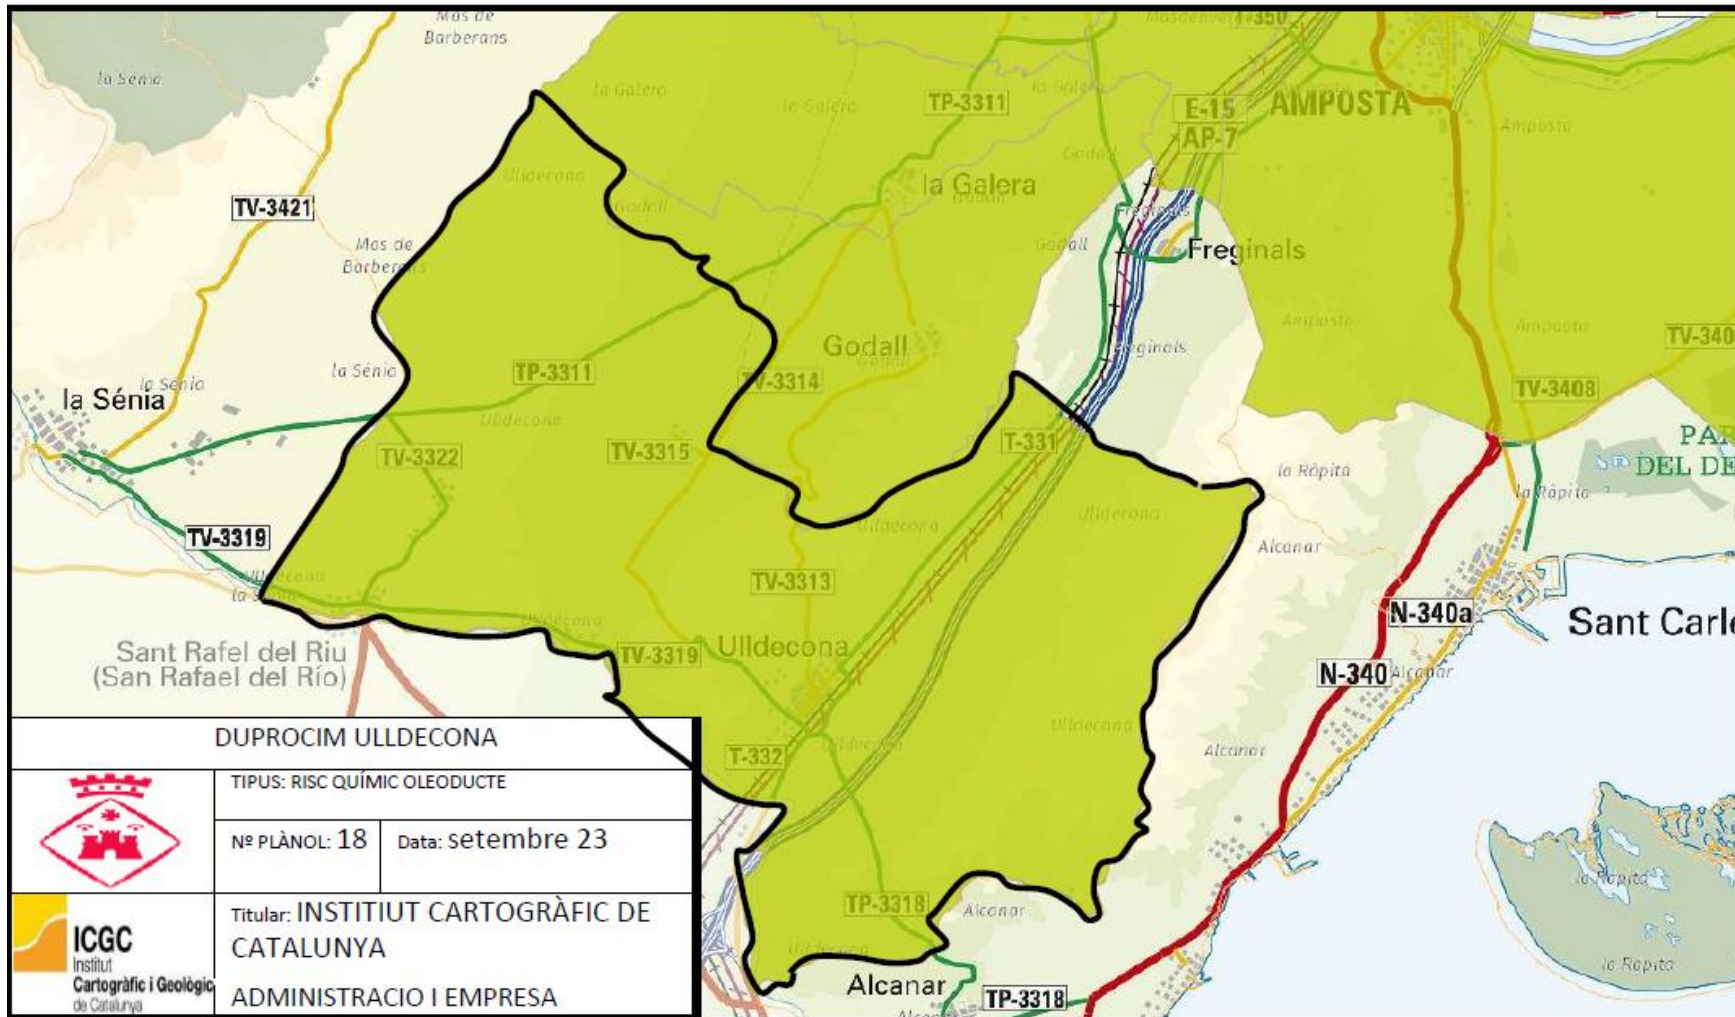 Mas de
Barberans
la Sénia
TV-3421
Mas de
Barberans
la Sénia
la Sénia
la Sénia
TV-3319
TV-3322
TP-3311
Ulldecona
Ulldecona
la Galera
la Galera
TP-3311
la Galera
Godall
Godall
la Galera
Godall
E-15
AP-7
AMPOSTA
Amposta
T-350
Freginals
Godall
Freginals
Freginals
Amposta
Amposta
TV-340
TV-3408
Godall
Godall
TV-3314
TV-3315
T-331
Ulldecona
Ulldecona
la Ràpita
la Ràpita
PAR
DEL DE
Alcanar
TV-3313
Ulldecona
Ulldecona
TV-3319
Ulldecona
Sant Rafel del Riu
(San Rafael del Río)
N-340a
Sant Carle
N-340
Alcanar
Ulldecona
Alcanar
T-332
Ulldecona
TP-3318
Alcanar
Ulldecona
Alcanar
TP-3318
la Ràpita
la Ràpita
DUPROCIM ULLDECONA
TIPUS: RISC QUÍMIC OLEODUCTE
Nº PLÀNOL: 18
Data: setembre 23
ICGC
Institut
Cartogràfic i Geològic
de Catalunya
Titular: INSTITIUT CARTOGRÀFIC DE
CATALUNYA
ADMINISTRACIO I EMPRESA